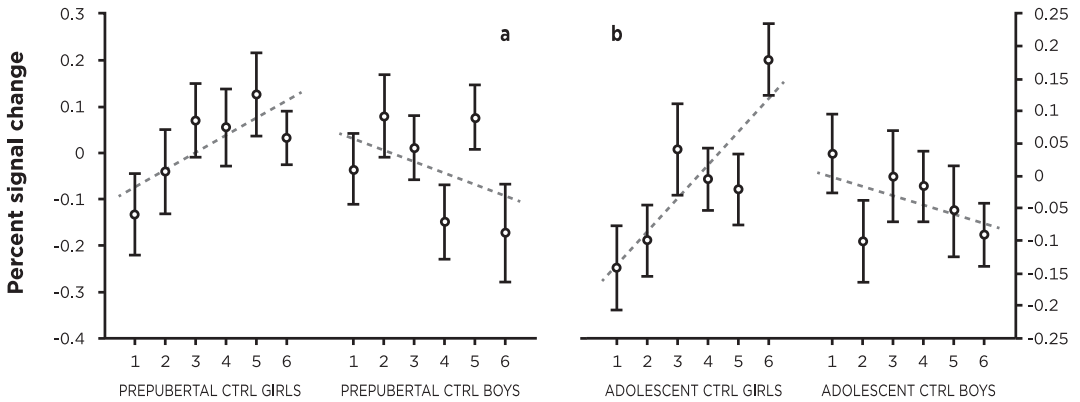 Percent signal change
0.3
0.2
0.1
0
-0.1
-0.2
-0.3
-0.4
a
1 2 3 4 5 6
PREPUBERTAL CTRL GIRLS
1 2 3 4 5 6
PREPUBERTAL CTRL BOYS
b
1 2 3 4 5 6
ADOLESCENT CTRL GIRLS
1 2 3 4 5 6
ADOLESCENT CTRL BOYS
0.25
0.2
0.15
0.1
0.05
0
-0.05
-0.1
-0.15
-0.2
-0.25